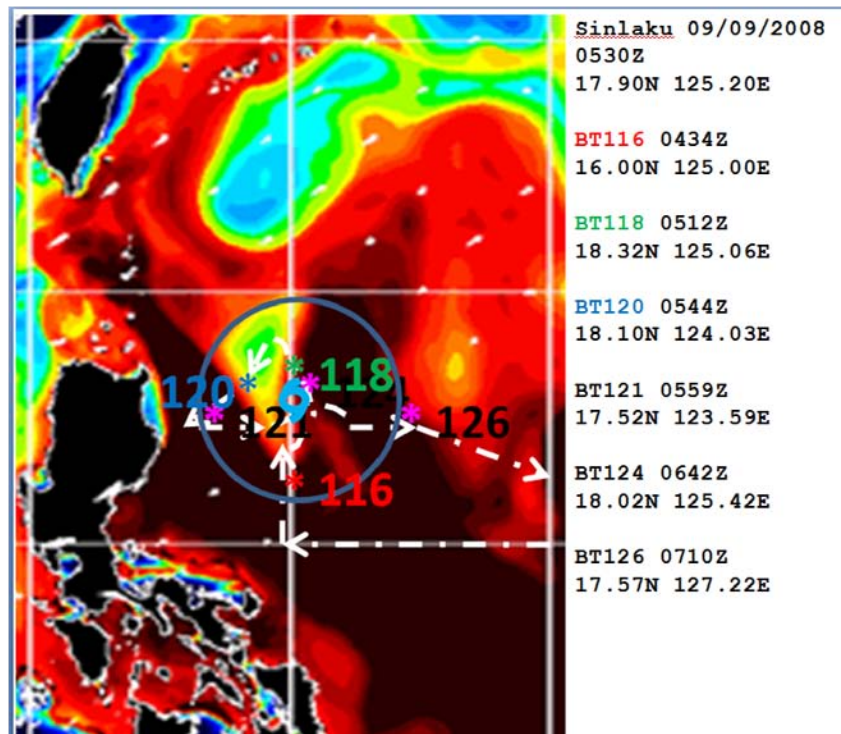 Sinlaku 09/09/2008
0530Z
17.90N 125.20E
BT116 0434Z
16.00N 125.00E
BT118 0512Z
18.32N 125.06E
BT120 0544Z
18.10N 124.03E
BT121 0559Z
17.52N 123.59E
BT124 0642Z
18.02N 125.42E
BT126 0710Z
17.57N 127.22E
118
120
124
121
126
116